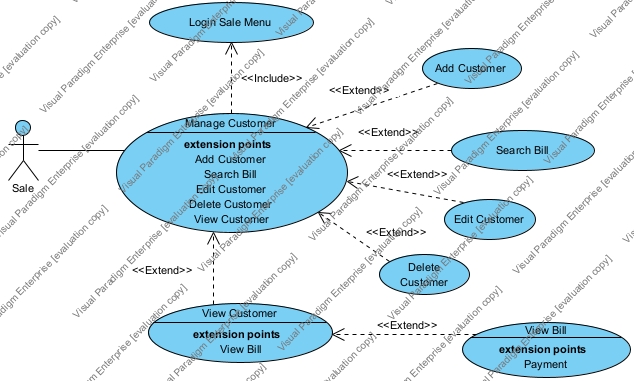 Login Sale Menu
<<Include>>
Add Customer
<<Extend>>
Manage Customer
extension points
Add Customer
Search Bill
Edit Customer
Delete Customer
View Customer
<<Extend>>
Search Bill
<<Extend>>
Sale
Edit Customer
<<Extend>>
Delete
Customer
<<Extend>>
View Customer
extension points
View Bill
<<Extend>>
View Bill
extension points
Payment
Visual Paradigm Enterprise [evaluation copy]